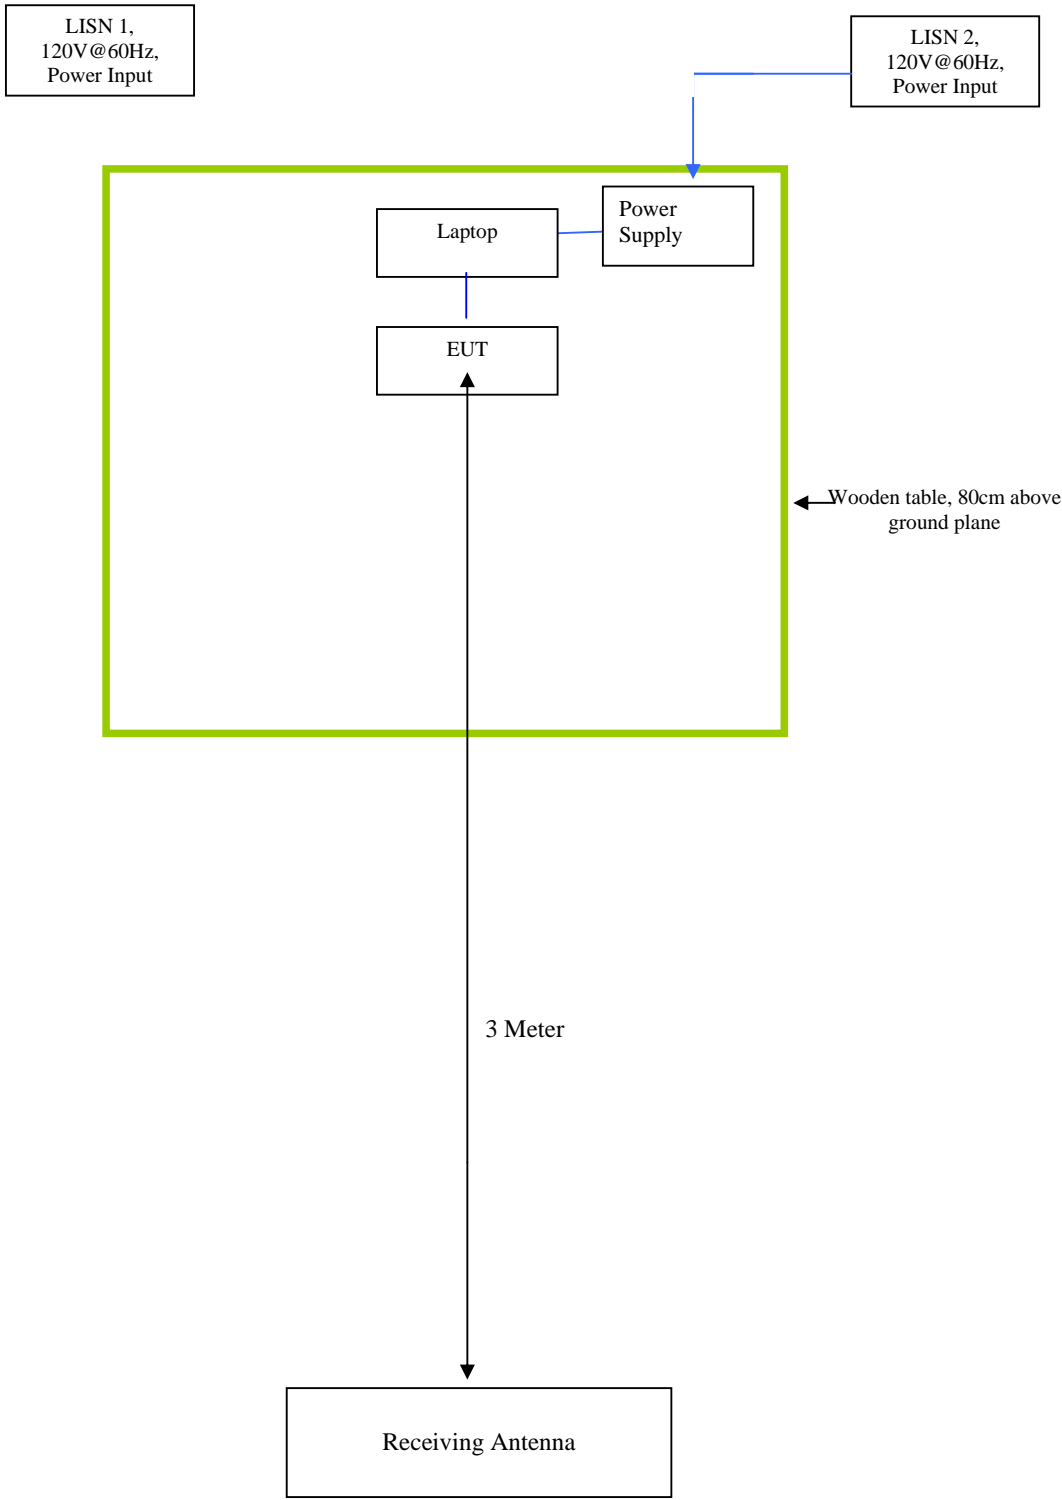 LISN 1,
120V@60Hz,
Power Input
LISN 2,
120V@60Hz,
Power Input
Power
Supply
Laptop
EUT
Wooden table, 80cm above
ground plane
3 Meter
Receiving Antenna